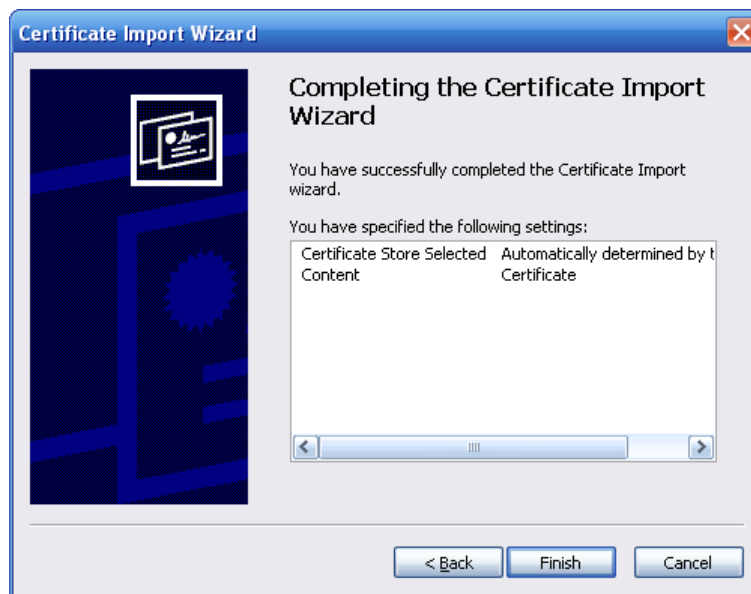 Certificate Import Wizard
Completing the Certificate Import
Wizard
You have successfully completed the Certificate Import
wizard.
You have specified the following settings:
Certificate Store Selected Automatically determined by t
Content Certificate
< Back Finish Cancel